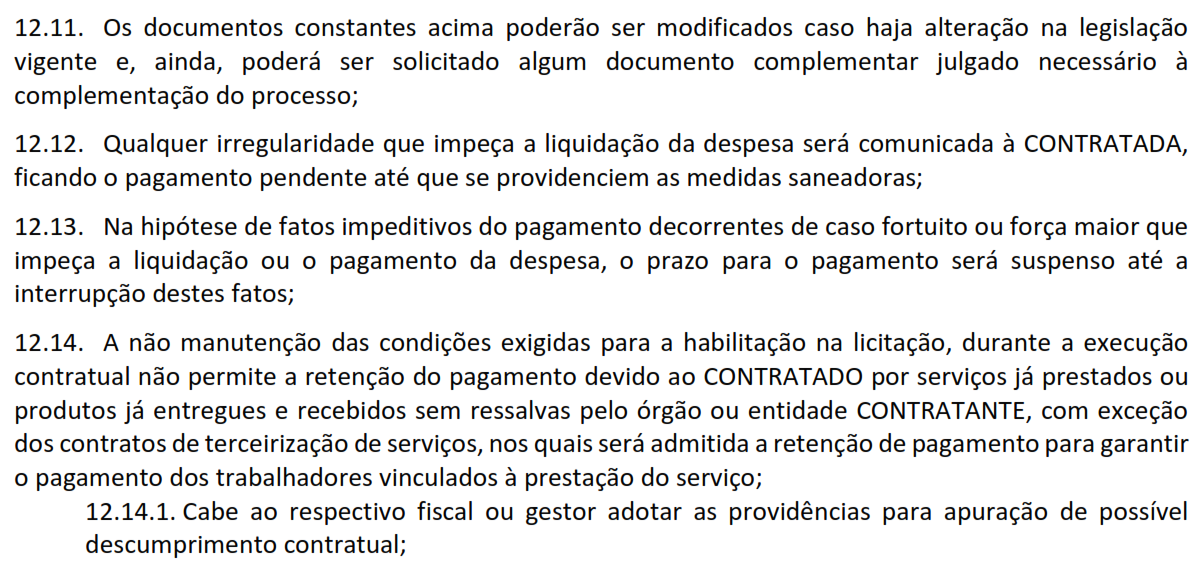 12.11. Os documentos constantes acima poderão ser modificados caso haja alteração na legislação
vigente e, ainda, poderá ser solicitado algum documento complementar julgado necessário à
complementação do processo;
12.12. Qualquer irregularidade que impeça a liquidação da despesa será comunicada à CONTRATADA,
ficando o pagamento pendente até que se providenciem as medidas saneadoras;
12.13. Na hipótese de fatos impeditivos do pagamento decorrentes de caso fortuito ou força maior que
impeça a liquidação ou o pagamento da despesa, o prazo para o pagamento será suspenso até a
interrupção destes fatos;
12.14. A não manutenção das condições exigidas para a habilitação na licitação, durante a execução
contratual não permite a retenção do pagamento devido ao CONTRATADO por serviços já prestados ou
produtos já entregues e recebidos sem ressalvas pelo órgão ou entidade CONTRATANTE, com exceção
dos contratos de terceirização de serviços, nos quais será admitida a retenção de pagamento para garantir
o pagamento dos trabalhadores vinculados à prestação do serviço;
12.14.1. Cabe ao respectivo fiscal ou gestor adotar as providências para apuração de possível
descumprimento contratual;